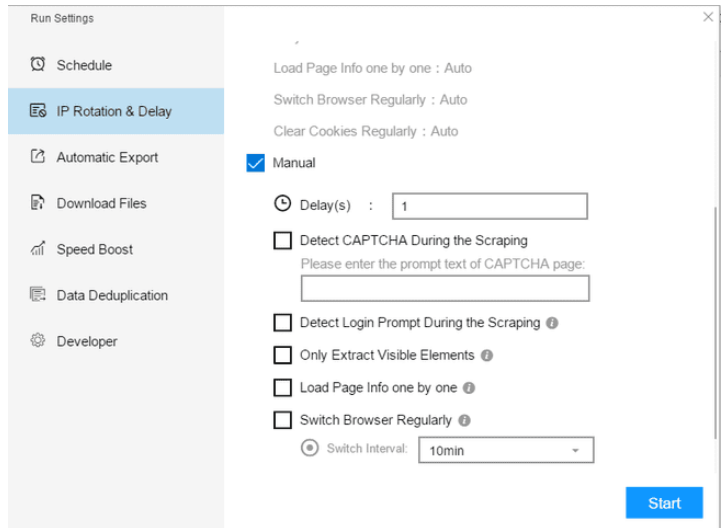 Run Settings
Schedule
IP Rotation & Delay
Automatic Export
Download Files
Speed Boost
Data Deduplication
Developer
Load Page Info one by one : Auto
Switch Browser Regularly : Auto
Clear Cookies Regularly : Auto
Manual
Delay(s) : 1
Detect CAPTCHA During the Scraping
Please enter the prompt text of CAPTCHA page:
Detect Login Prompt During the Scraping
Only Extract Visible Elements
Load Page Info one by one
Switch Browser Regularly
Switch Interval: 10min
Start